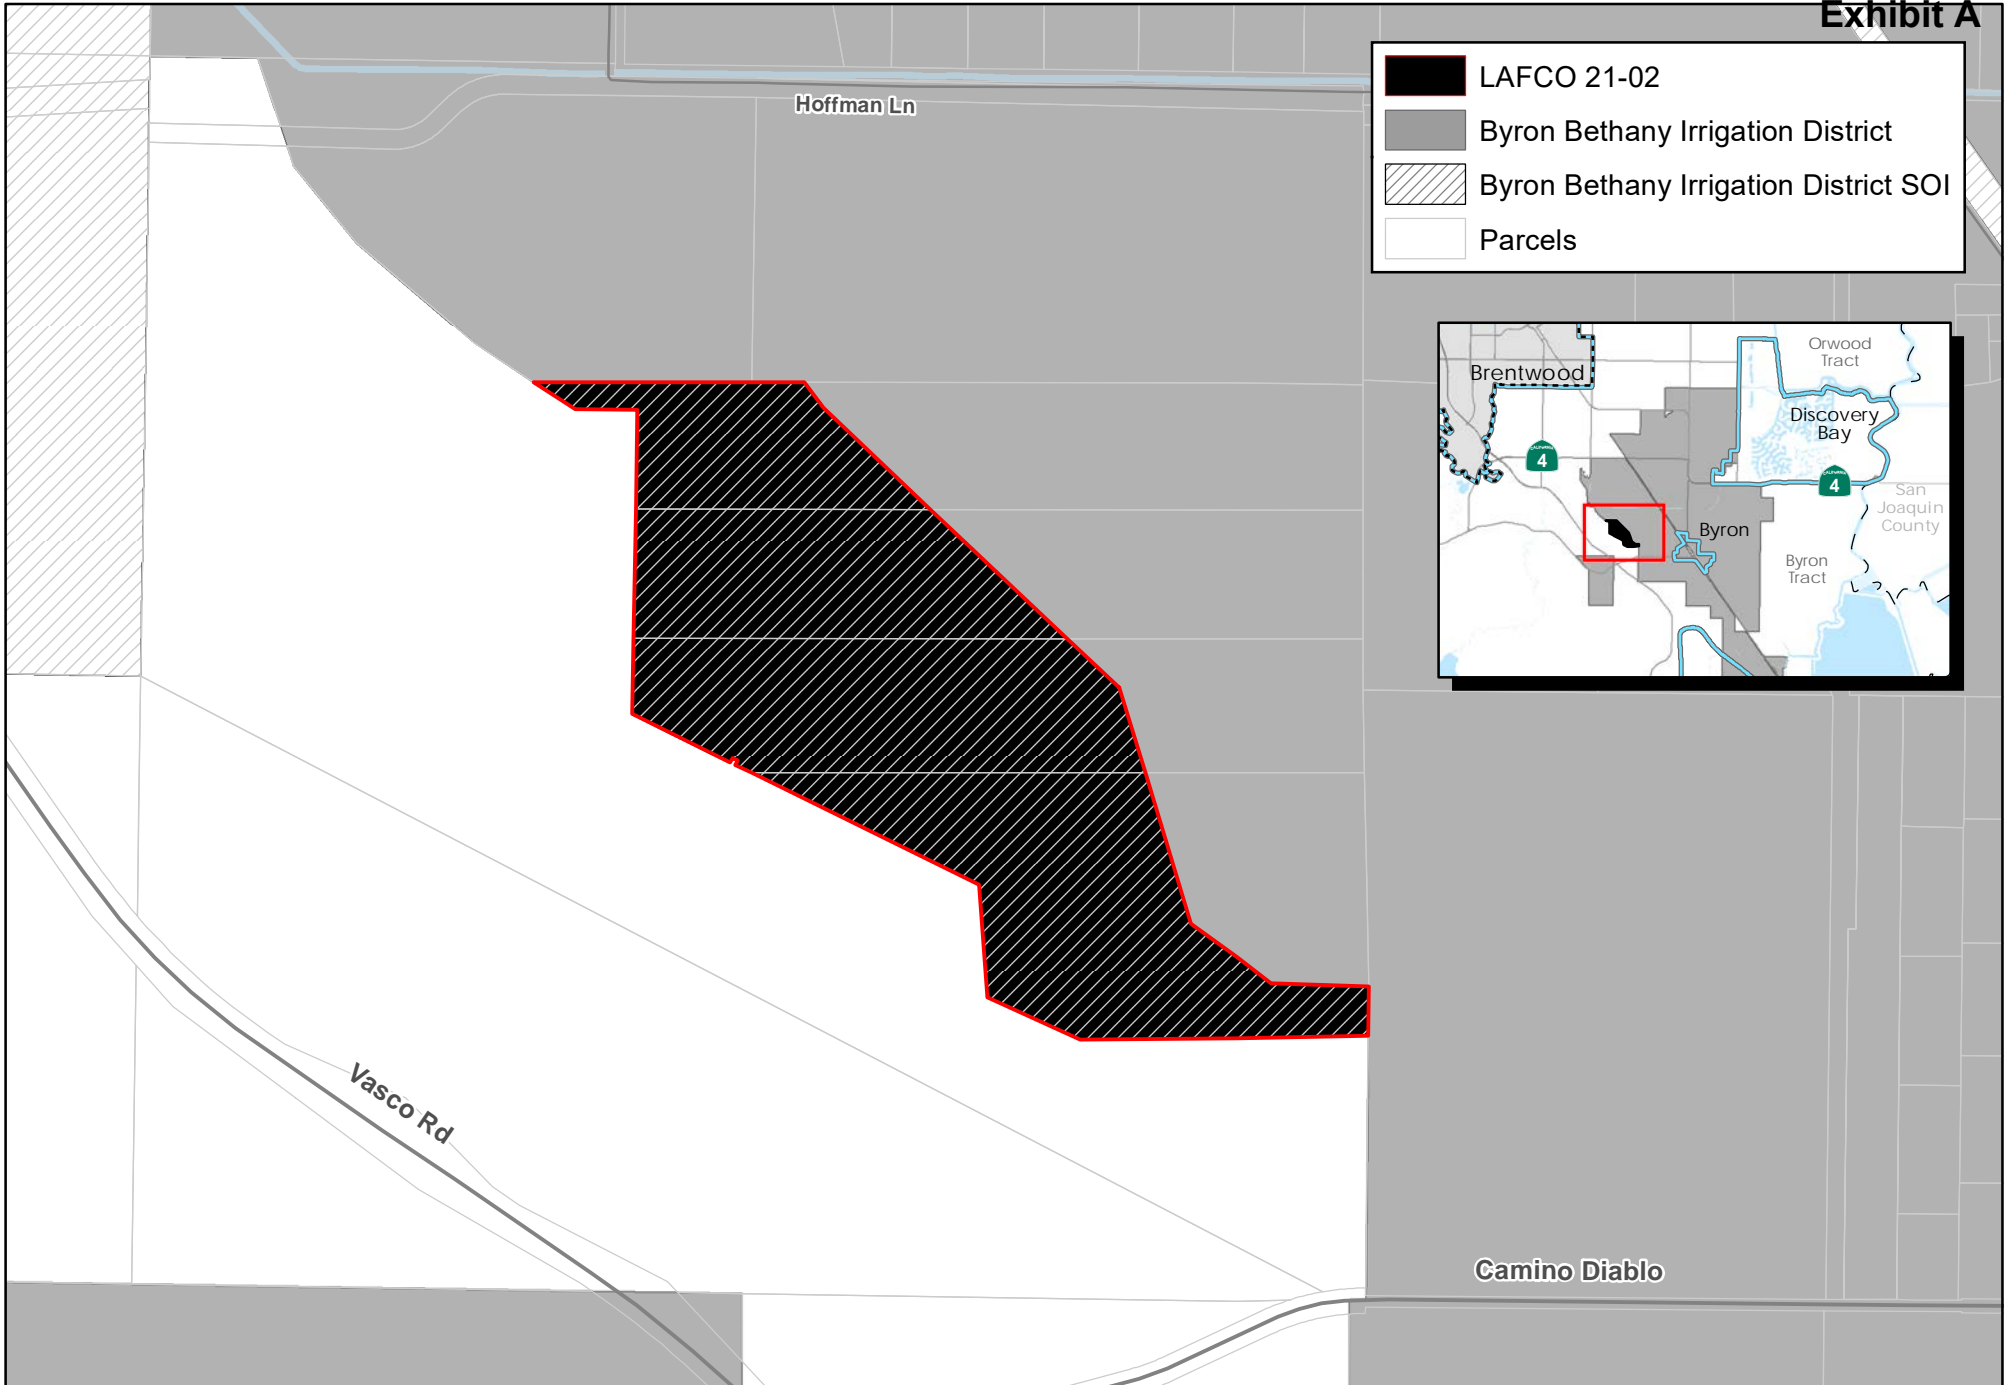 Exhibit A
LAFCO 21-02
Byron Bethany Irrigation District
Byron Bethany Irrigation District SOI
Parcels
Hoffman Ln
Brentwood
Orwood
Tract
Discovery
Bay
4
4
San
Joaquin
County
Byron
Byron
Tract
Vasco Rd
Camino Diablo